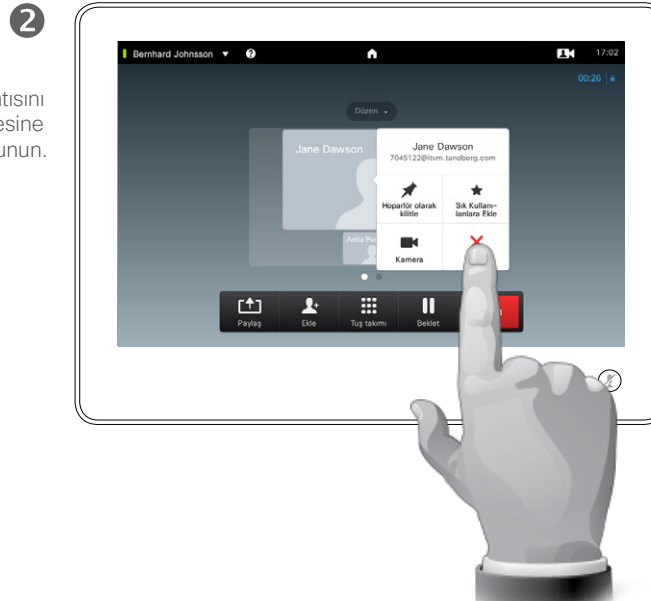 2
tısını
esine
unun.
Bernhard Johnsson
?
17:02
00:26
Düzen
Jane Dawson
Jane Dawson
7045122@itvm.tandberg.com
Hoparlör olarak
kilitle
Sık Kullanı-
lanlara Ekle
Kamera
Paylaş
Ekle
Tuş takımı
Beklet